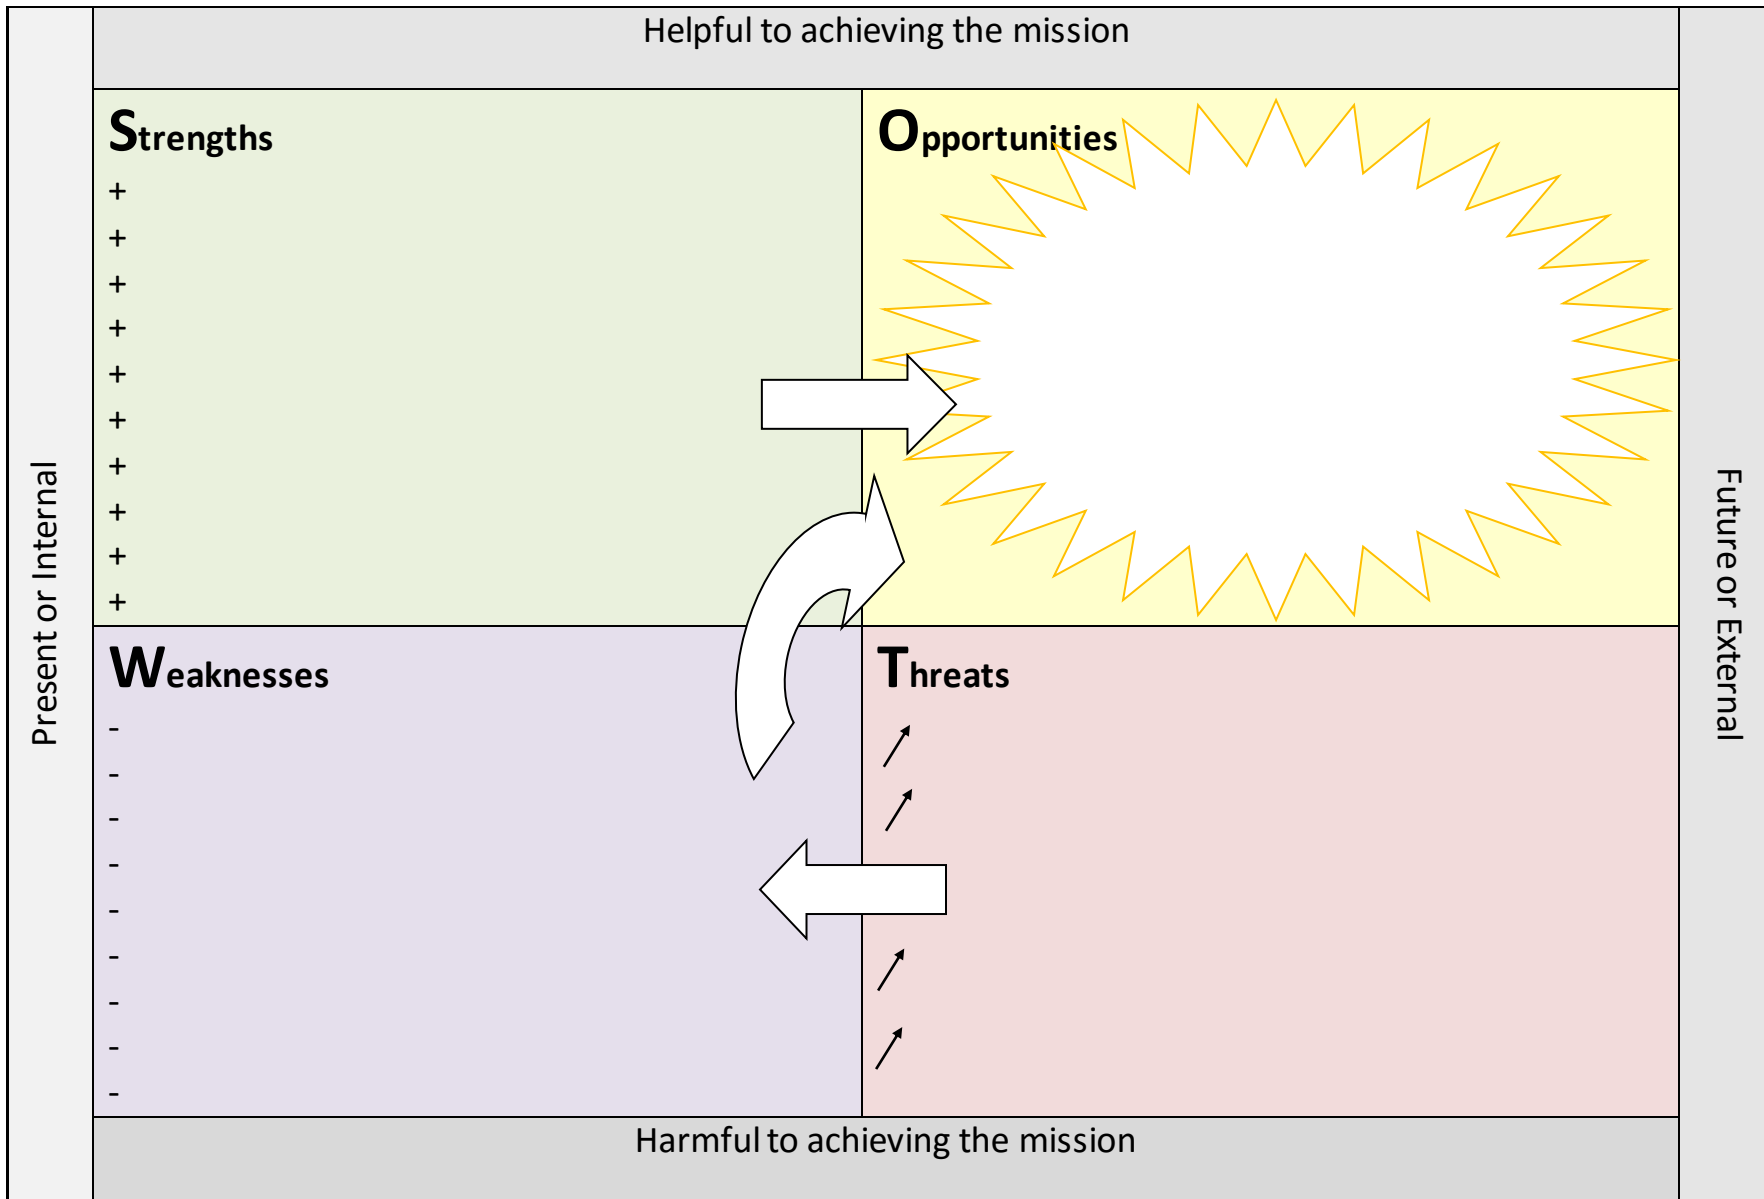 Helpful to achieving the mission
Present or Internal
Strengths
+
+
+
+
+
+
+
+
+
+
Opportunities
Weaknesses
-
-
-
-
-
-
-
-
-
Threats
Future or External
Harmful to achieving the mission